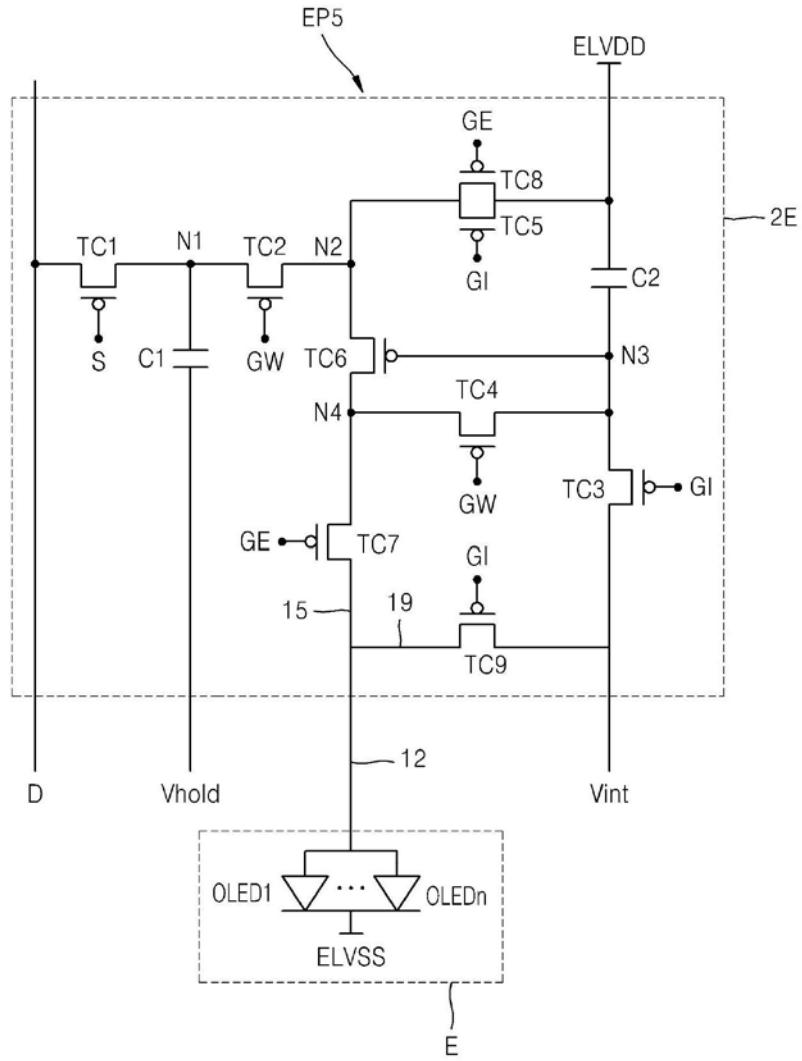 EP5
ELVDD
GE
TC8
TC5
GI
2E
TC1
N1
TC2
N2
C2
S
C1
GW
TC6
N3
TC4
N4
GW
TC3
GI
GE
TC7
GI
15
19
TC9
12
D
Vhold
Vint
OLED1
...
OLEDn
ELVSS
E